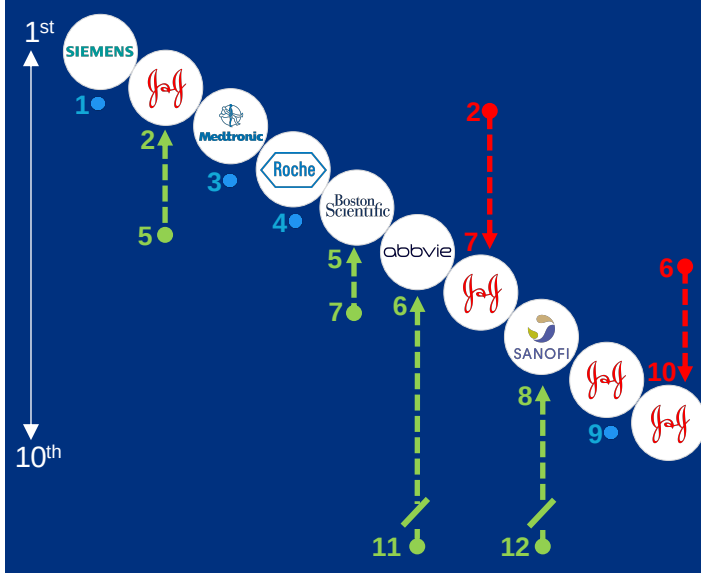 1st
SIEMENS
1
J&J
2
5
Medtronic
3
Roche
4
Boston
Scientific
5
7
abbvie
6
11
2
7
J&J
SANOFI
8
12
J&J
9
6
10
J&J
10th